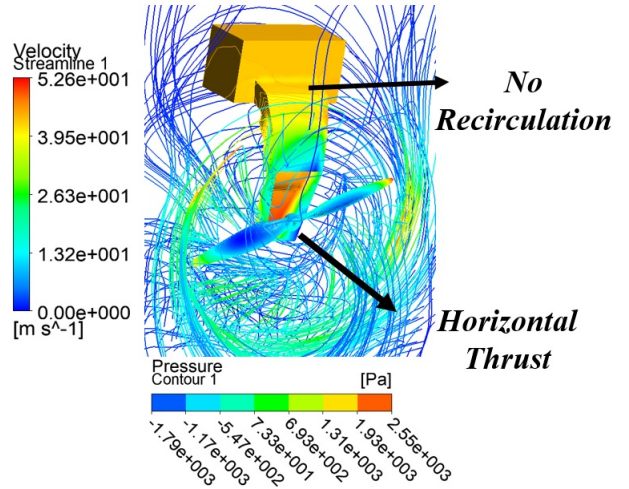 Velocity
Streamline 1
5.26e+001
3.95e+001
2.63e+001
1.32e+001
0.00e+000
[m s^-1]
No
Recirculation
Horizontal
Thrust
Pressure
Contour 1
[Pa]
-1.79e+003
-1.17e+003
-5.47e+002
7.33e+001
6.93e+002
1.31e+003
1.93e+003
2.55e+003